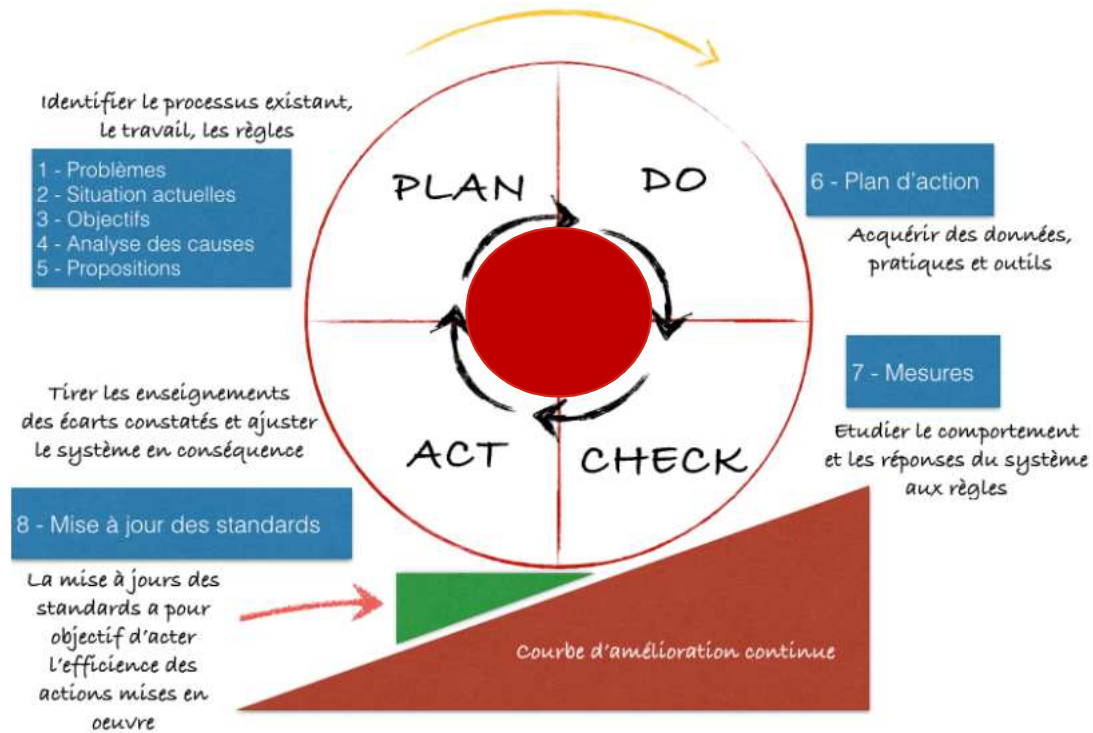 Identifier le processus existant,
le travail, les règles
1 - Problèmes
2 - Situation actuelles
3 - Objectifs
4 - Analyse des causes
5 - Propositions
PLAN
DO
6 - Plan d'action
Acquérir des données,
pratiques et outils
7 - Mesures
Etudier le comportement
et les réponses du système
aux règles
CHECK
ACT
Tirer les enseignements
des écarts constatés et ajuster
le système en conséquence
8 - Mise à jour des standards
La mise à jours des
standards a pour
objectif d'acter
l'efficience des
actions mises en
oeuvre
Courbe d'amélioration continue